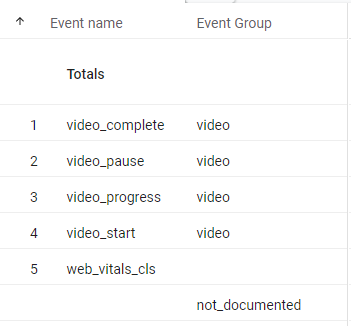 ↑ Event name Event Group
Totals
1 video_complete video
2 video_pause video
3 video_progress video
4 video_start video
5 web_vitals_cls
not_documented